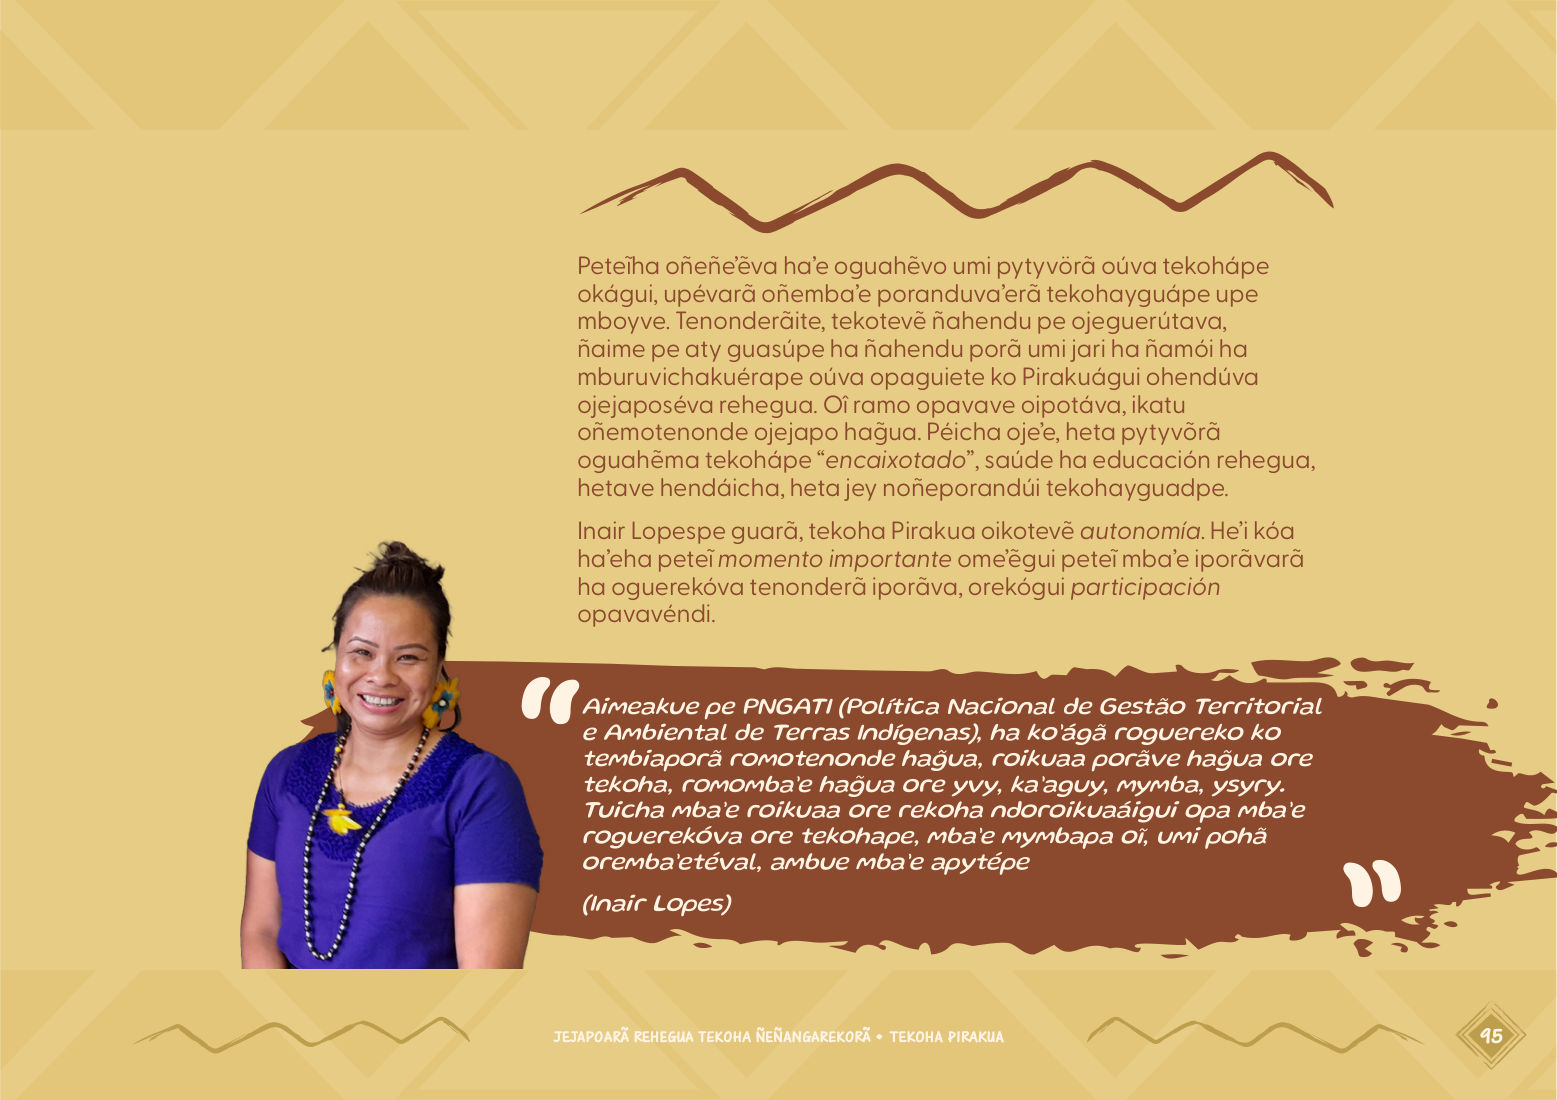 Peteĩha oñeñe’ẽva ha’e oguahẽvo umi pytyvörã oúva tekohápe
okágui, upévarã oñemba’e poranduva’erã tekohayguápe upe
mboyve. Tenonderãite, tekotevẽ ñahendu pe ojeguerútava,
ñaime pe aty guasúpe ha ñahendu porã umi jari ha ñamói ha
mburuvichakuérape oúva opaguiete ko Pirakuágui ohendúva
ojejaposéva rehegua. Oî ramo opavave oipotáva, ikatu
oñemotenonde ojejapo hag̃ua. Péicha oje’e, heta pytyvõrã
oguahẽma tekohápe “encaixotado”, saúde ha educación rehegua,
hetave hendáicha, heta jey noñeporandúi tekohayguadpe.
Inair Lopespe guarã, tekoha Pirakua oikotevẽ autonomía. He’i kóa
ha’eha peteĩ momento importante ome’ẽgui peteĩ mba’e iporãvarã
ha oguerekóva tenonderã iporãva, orekógui participación
opavavéndi.
“Aimeakue pe PNGATI (Política Nacional de Gestão Territorial
e Ambiental de Terras Indígenas), ha ko'ágã roguereko ko
tembiaporã romotenonde hag̃ua, roikuaa porãve hag̃ua ore
tekoha, romomba'e hag̃ua ore yvy, ka'aguy, mymba, ysyry.
Tuicha mba'e roikuaa ore rekoha ndoroikuaáigui opa mba'e
roguerekóva ore tekohape, mba'e mymbapa oĩ, umi pohã
oremba'etéval, ambue mba'e apytépe
(Inair Lopes)”
JEJAPOARÃ REHEGUA TEKOHA ÑEÑANGAREKORÃ • TEKOHA PIRAKUA
95